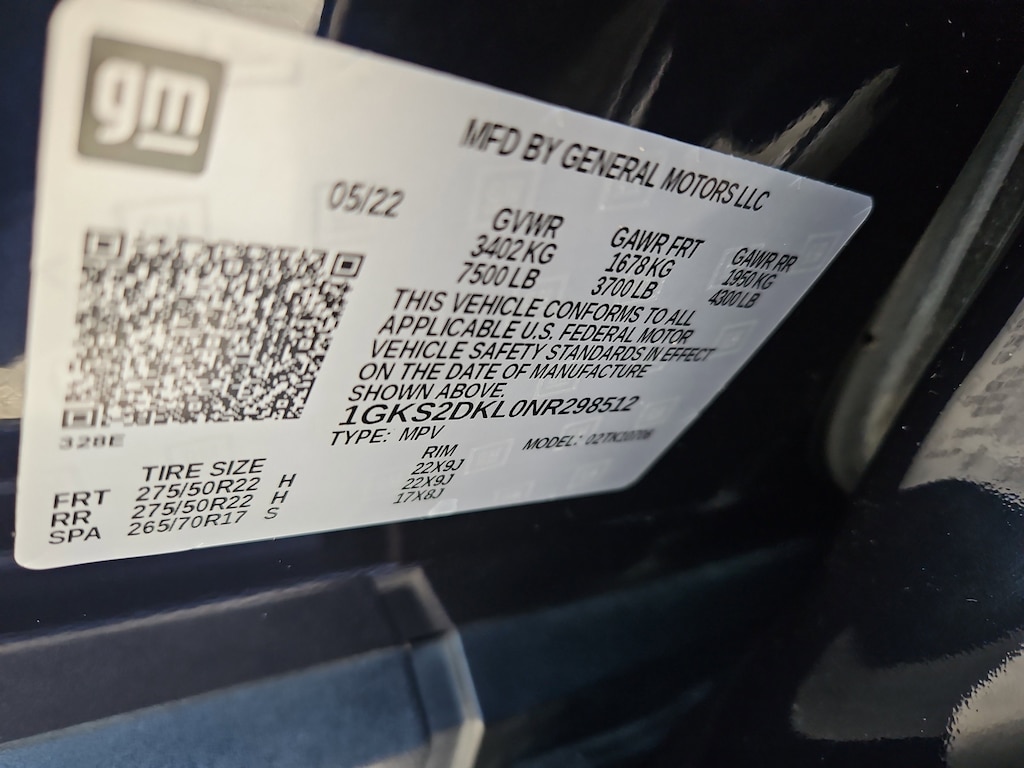 gm
MFD BY GENERAL MOTORS LLC
05/22
GVWR GAWR FRT GAWR RR
3402 KG 1678 KG 1950 KG
7500 LB 3700 LB 4300 LB
THIS VEHICLE CONFORMS TO ALL
APPLICABLE U.S. FEDERAL MOTOR
VEHICLE SAFETY STANDARDS IN EFFECT
ON THE DATE OF MANUFACTURE
SHOWN ABOVE.
1GKS2DKL0NR298512
328E
TYPE: MPV MODEL: 02TK10706
TIRE SIZE RIM
FRT 275/50R22 H 22X9J
RR 275/50R22 H 22X9J
SPA 265/70R17 S 17X8J